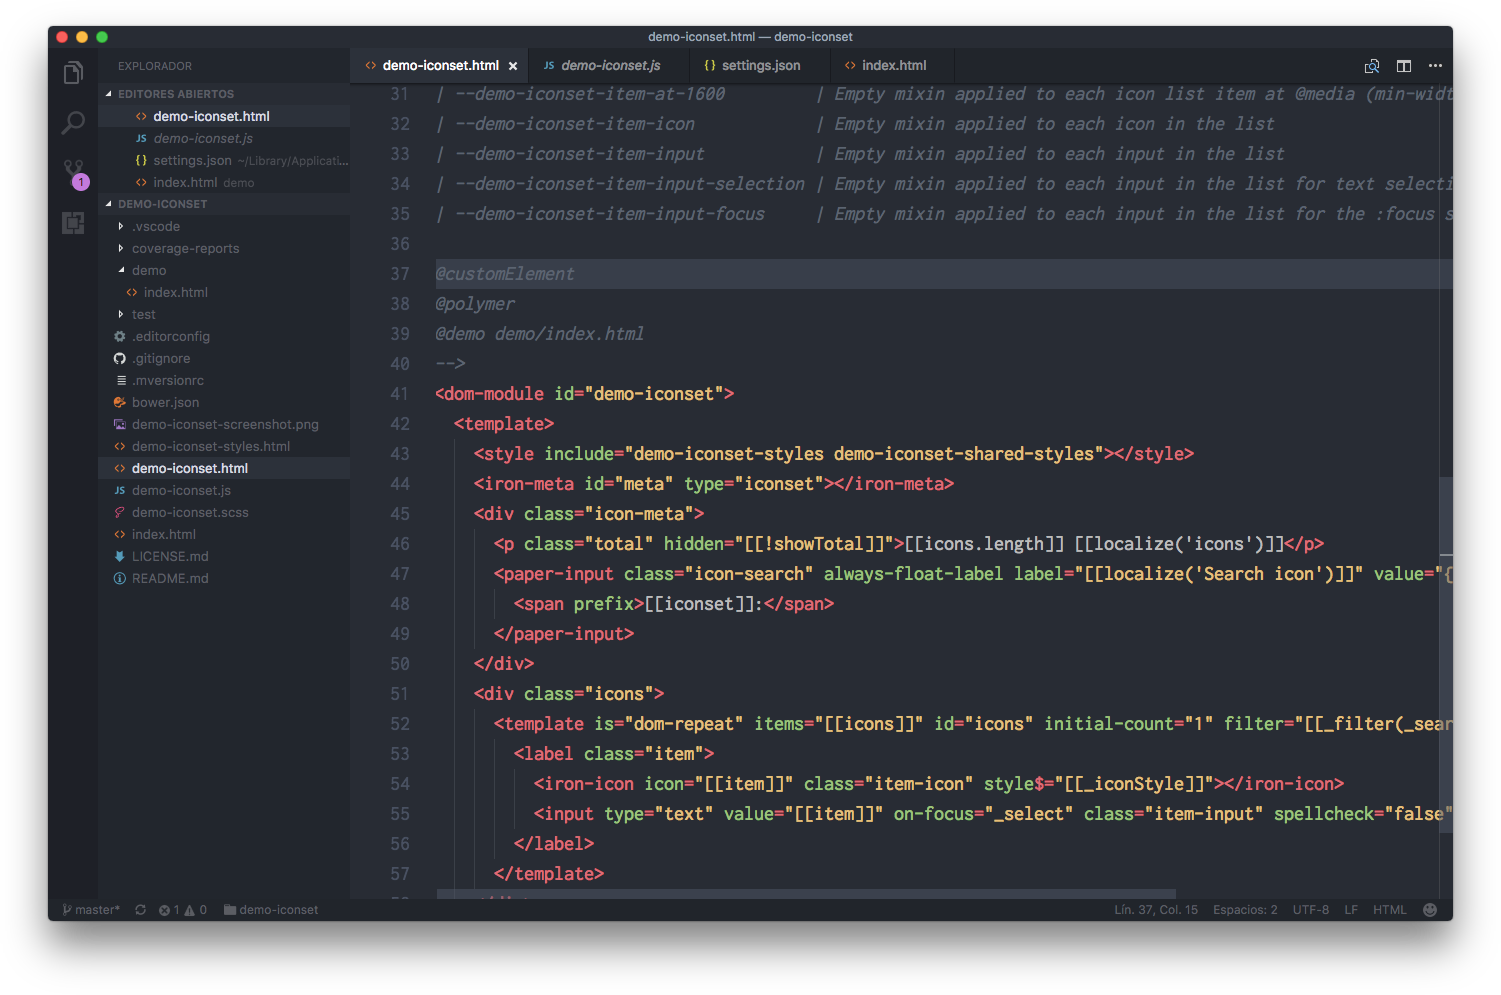 demo-iconset.html — demo-iconset
EXPLORADOR
EDITORES ABIERTOS
<> demo-iconset.html
JS demo-iconset.js
{} settings.json ~/Library/Applicati...
<> index.html demo
DEMO-ICONSET
.vscode
coverage-reports
demo
<> index.html
test
.editorconfig
.gitignore
.mversionrc
bower.json
demo-iconset-screenshot.png
<> demo-iconset-styles.html
<> demo-iconset.html
JS demo-iconset.js
demo-iconset.scss
<> index.html
LICENSE.md
README.md
1
<> demo-iconset.html × JS demo-iconset.js {} settings.json <> index.html ...
31 | --demo-iconset-item-at-1600 | Empty mixin applied to each icon list item at @media (min-widt
32 | --demo-iconset-item-icon | Empty mixin applied to each icon in the list
33 | --demo-iconset-item-input | Empty mixin applied to each input in the list
34 | --demo-iconset-item-input-selection | Empty mixin applied to each input in the list for text selecti
35 | --demo-iconset-item-input-focus | Empty mixin applied to each input in the list for the :focus s
36
37 @customElement
38 @polymer
39 @demo demo/index.html
40 -->
41 <dom-module id="demo-iconset">
42 <template>
43 <style include="demo-iconset-styles demo-iconset-shared-styles"></style>
44 <iron-meta id="meta" type="iconset"></iron-meta>
45 <div class="icon-meta">
46 <p class="total" hidden="[[!showTotal]]">[[icons.length]] [[localize('icons')]]</p>
47 <paper-input class="icon-search" always-float-label label="[[localize('Search icon')]]" value="{
48 <span prefix>[[iconset]]:</span>
49 </paper-input>
50 </div>
51 <div class="icons">
52 <template is="dom-repeat" items="[[icons]]" id="icons" initial-count="1" filter="[[_filter(_sear
53 <label class="item">
54 <iron-icon icon="[[item]]" class="item-icon" style$="[[_iconStyle]]"></iron-icon>
55 <input type="text" value="[[item]]" on-focus="_select" class="item-input" spellcheck="false"
56 </label>
57 </template>
master* 1 0 demo-iconset Lín. 37, Col. 15 Espacios: 2 UTF-8 LF HTML